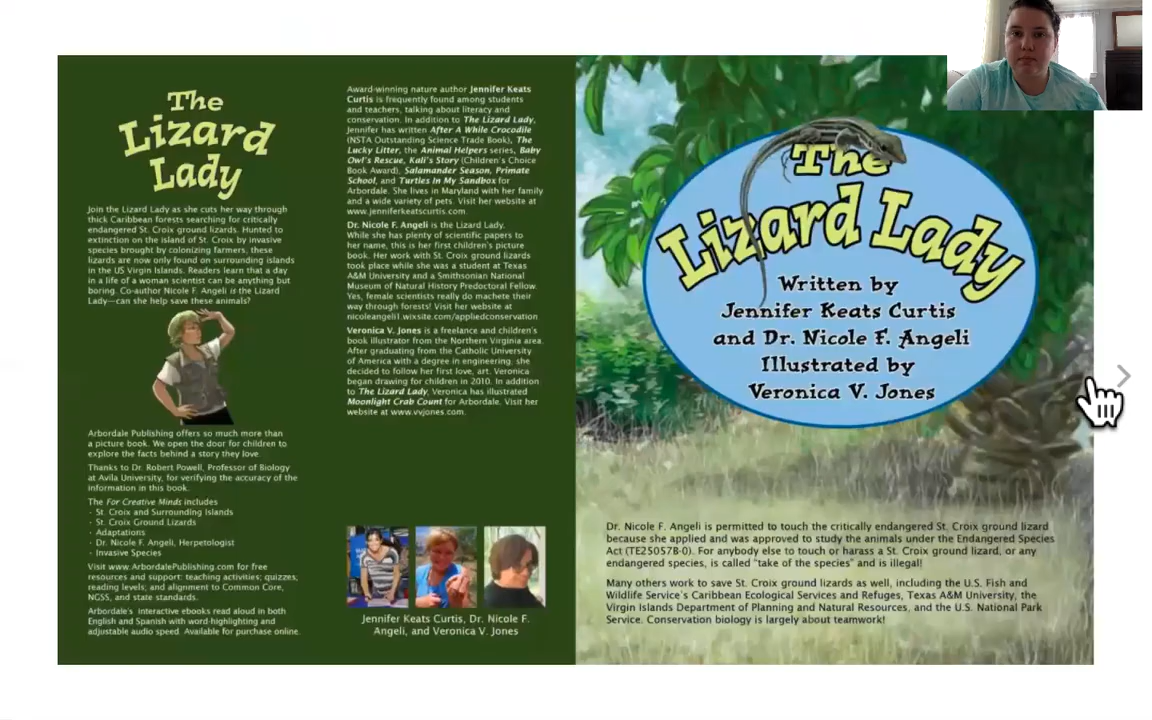 The
Lizard
Lady
Join the Lizard Lady as she cuts her way through
thick Caribbean forests searching for critically
endangered St. Croix ground lizards. Hunted to
extinction on the island of St. Croix by invasive
species brought by colonizing farmers, these
lizards are now only found on surrounding islands
in the US Virgin Islands. Readers learn that a day
in a life of a woman scientist can be anything but
boring. Co-author Nicole F. Angeli is the Lizard
Lady—can she help save these animals?
Arbordale Publishing offers so much more than
a picture book. We open the door for children to
explore the facts behind a story they love.
Thanks to Dr. Robert Powell, Professor of Biology
at Avila University, for verifying the accuracy of the
information in this book.
The For Creative Minds includes
· St. Croix and Surrounding Islands
· St. Croix Ground Lizards
· Adaptations
· Dr. Nicole F. Angeli, Herpetologist
· Invasive Species
Visit www.ArbordalePublishing.com for free
resources and support: teaching activities; quizzes;
reading levels; and alignment to Common Core,
NGSS, and state standards.
Arbordale's interactive ebooks read aloud in both
English and Spanish with word-highlighting and
adjustable audio speed. Available for purchase online.
Award-winning nature author Jennifer Keats
Curtis is frequently found among students
and teachers, talking about literacy and
conservation. In addition to The Lizard Lady,
Jennifer has written After A While Crocodile
(NSTA Outstanding Science Trade Book), The
Lucky Litter, the Animal Helpers series, Baby
Owl's Rescue, Kali's Story (Children's Choice
Book Award), Salamander Season, Primate
School, and Turtles In My Sandbox for
Arbordale. She lives in Maryland with her family
and a wide variety of pets. Visit her website at
www.jenniferkeatscurtis.com.
Dr. Nicole F. Angeli is the Lizard Lady.
While she has plenty of scientific papers to
her name, this is her first children's picture
book. Her work with St. Croix ground lizards
took place while she was a student at Texas
A&M University and a Smithsonian National
Museum of Natural History Predoctoral Fellow.
Yes, female scientists really do machete their
way through forests! Visit her website at
nicoleangeli1.wixsite.com/appliedconservation
Veronica V. Jones is a freelance and children's
book illustrator from the Northern Virginia area.
After graduating from the Catholic University
of America with a degree in engineering, she
decided to follow her first love, art. Veronica
began drawing for children in 2010. In addition
to The Lizard Lady, Veronica has illustrated
Moonlight Crab Count for Arbordale. Visit her
website at www.vvjones.com.
Jennifer Keats Curtis, Dr. Nicole F.
Angeli, and Veronica V. Jones
The
Lizard Lady
Written by
Jennifer Keats Curtis
and Dr. Nicole F. Angeli
Illustrated by
Veronica V. Jones
Dr. Nicole F. Angeli is permitted to touch the critically endangered St. Croix ground lizard
because she applied and was approved to study the animals under the Endangered Species
Act (TE25057B-0). For anybody else to touch or harass a St. Croix ground lizard, or any
endangered species, is called "take of the species" and is illegal!
Many others work to save St. Croix ground lizards as well, including the U.S. Fish and
Wildlife Service's Caribbean Ecological Services and Refuges, Texas A&M University, the
Virgin Islands Department of Planning and Natural Resources, and the U.S. National Park
Service. Conservation biology is largely about teamwork!